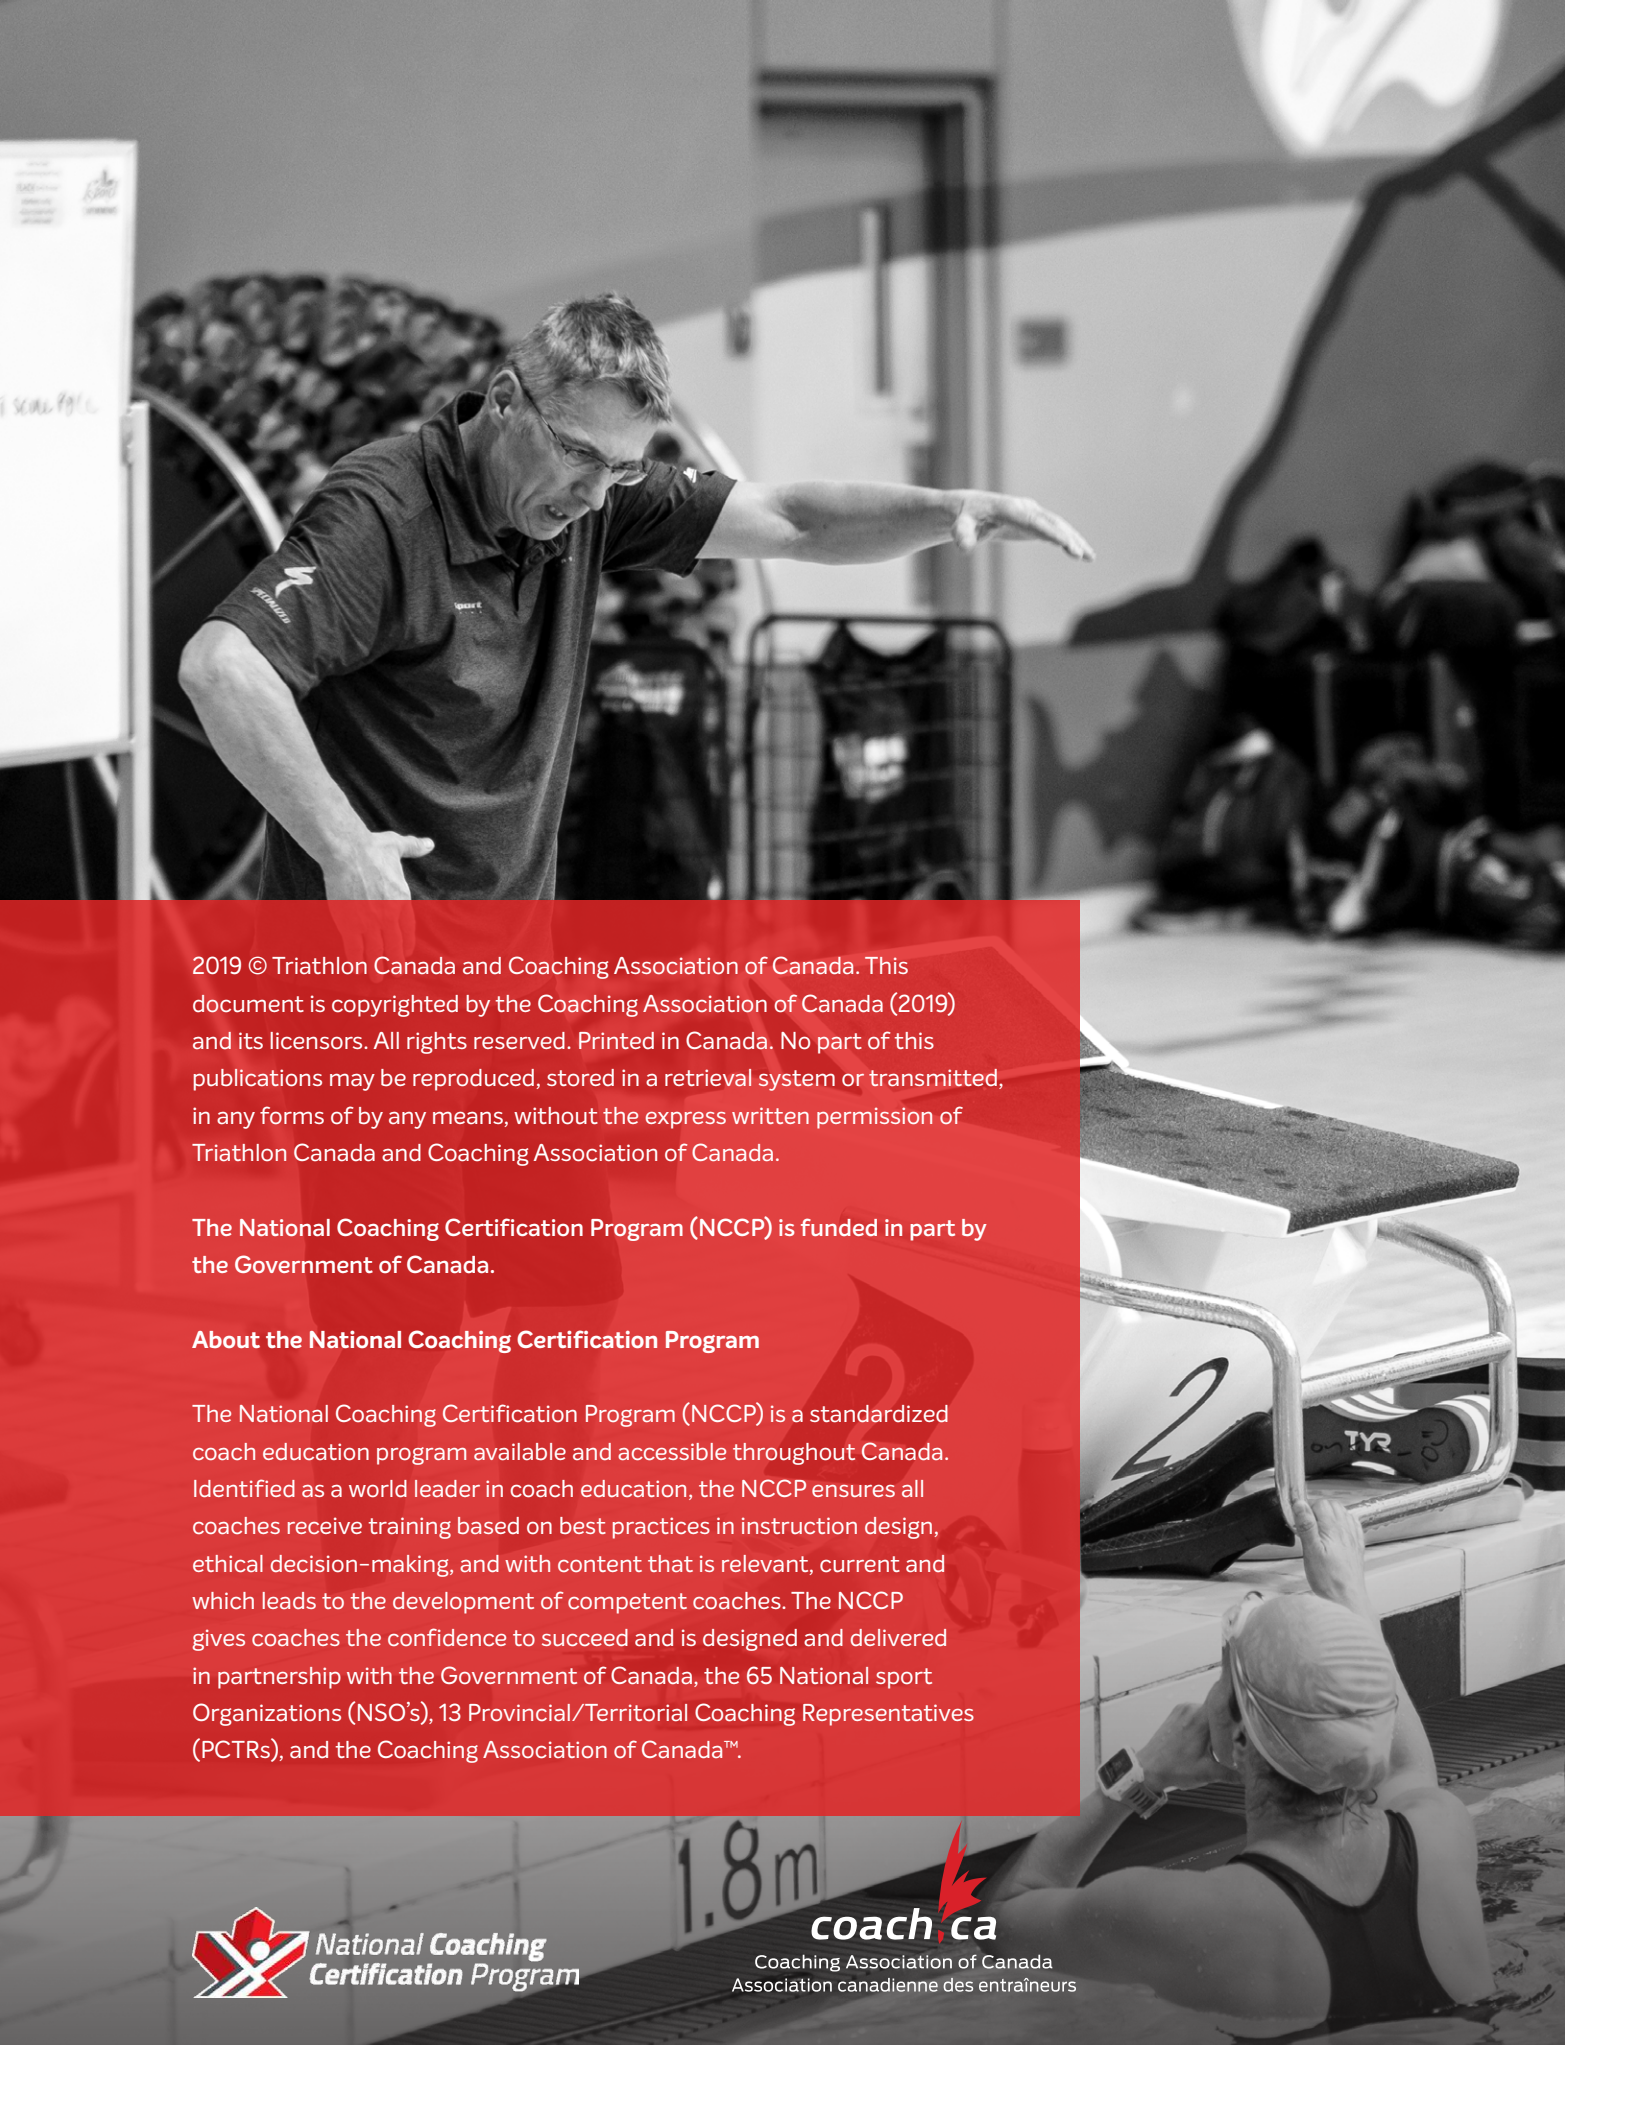 SPECIALIZED
2019 © Triathlon Canada and Coaching Association of Canada. This
document is copyrighted by the Coaching Association of Canada (2019)
and its licensors. All rights reserved. Printed in Canada. No part of this
publications may be reproduced, stored in a retrieval system or transmitted,
in any forms of by any means, without the express written permission of
Triathlon Canada and Coaching Association of Canada.
The National Coaching Certification Program (NCCP) is funded in part by
the Government of Canada.
About the National Coaching Certification Program
The National Coaching Certification Program (NCCP) is a standardized
coach education program available and accessible throughout Canada.
Identified as a world leader in coach education, the NCCP ensures all
coaches receive training based on best practices in instruction design,
ethical decision-making, and with content that is relevant, current and
which leads to the development of competent coaches. The NCCP
gives coaches the confidence to succeed and is designed and delivered
in partnership with the Government of Canada, the 65 National sport
Organizations (NSO's), 13 Provincial/Territorial Coaching Representatives
(PCTRs), and the Coaching Association of Canada™.
2
2
TYR
1.8m
National Coaching
Certification Program
coach.ca
Coaching Association of Canada
Association canadienne des entraîneurs